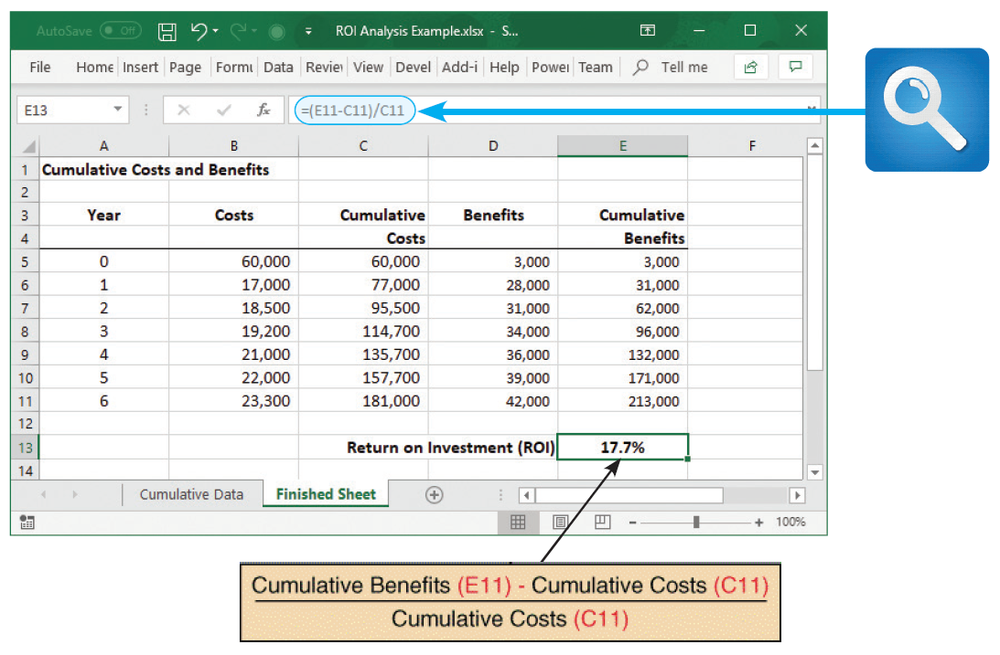 AutoSave Off ROI Analysis Example.xlsx - S...
File Home Insert Page Formu Data Review View Devel Add-i Help Power Team Tell me
E13 fx =(E11-C11)/C11
A B C D E F
1 Cumulative Costs and Benefits
2
3 Year Costs Cumulative Benefits Cumulative
4 Costs Benefits
5 0 60,000 60,000 3,000 3,000
6 1 17,000 77,000 28,000 31,000
7 2 18,500 95,500 31,000 62,000
8 3 19,200 114,700 34,000 96,000
9 4 21,000 135,700 36,000 132,000
10 5 22,000 157,700 39,000 171,000
11 6 23,300 181,000 42,000 213,000
12
13 Return on Investment (ROI) 17.7%
14
Cumulative Data Finished Sheet
100%
Cumulative Benefits (E11) - Cumulative Costs (C11)
Cumulative Costs (C11)